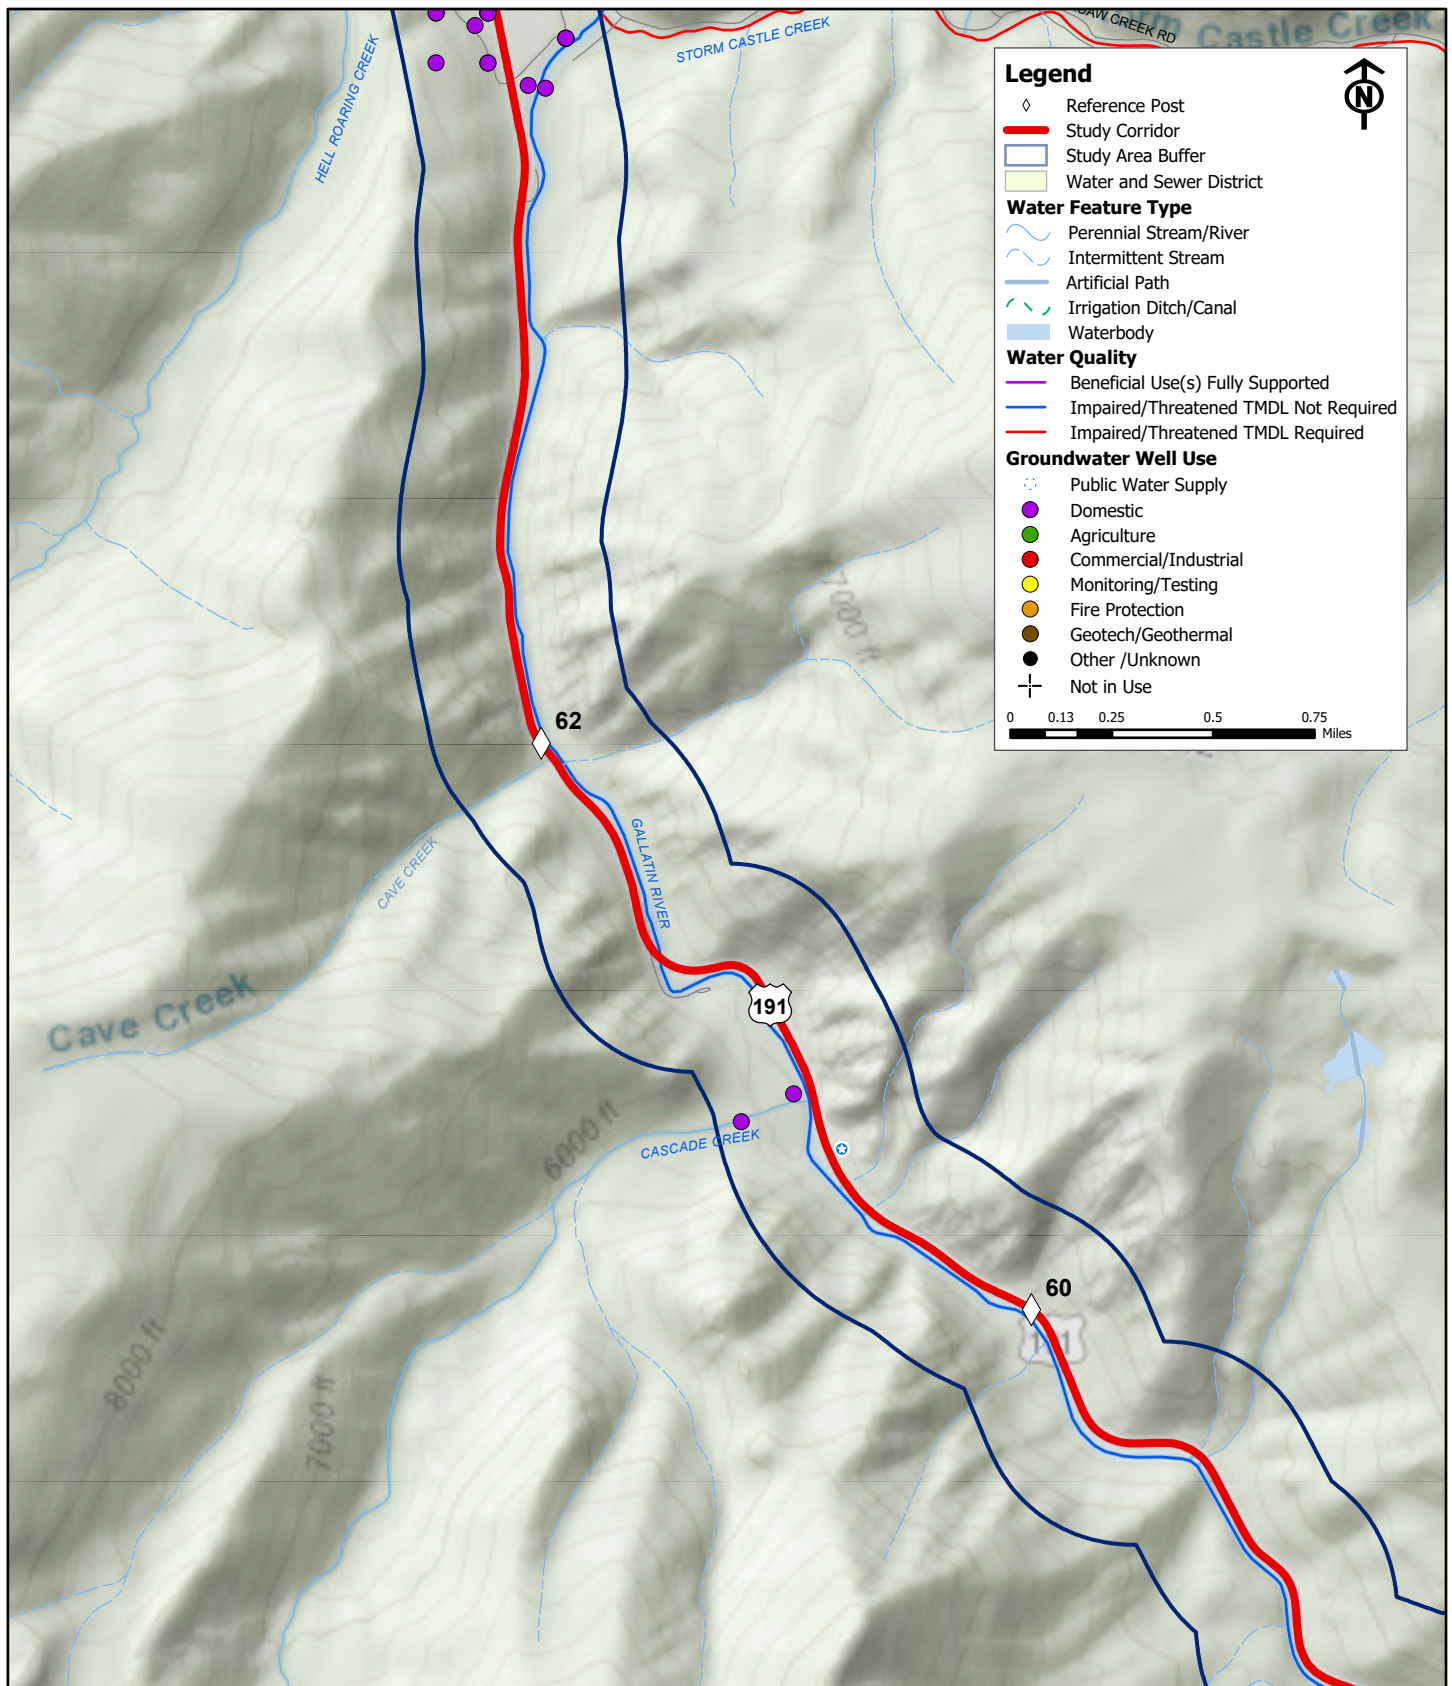 HELL ROARING CREEK
STORM CASTLE CREEK
Castle Creek
CREEK RD
Legend
N
Reference Post
Study Corridor
Study Area Buffer
Water and Sewer District
Water Feature Type
Perennial Stream/River
Intermittent Stream
Artificial Path
Irrigation Ditch/Canal
Waterbody
Water Quality
Beneficial Use(s) Fully Supported
Impaired/Threatened TMDL Not Required
Impaired/Threatened TMDL Required
Groundwater Well Use
Public Water Supply
Domestic
Agriculture
Commercial/Industrial
Monitoring/Testing
Fire Protection
Geotech/Geothermal
Other /Unknown
Not in Use
0 0.13 0.25 0.5 0.75
Miles
7000 ft
62
GALLATIN RIVER
CAVE CREEK
Cave Creek
191
6000 ft
CASCADE CREEK
60
8000 ft
7000 ft